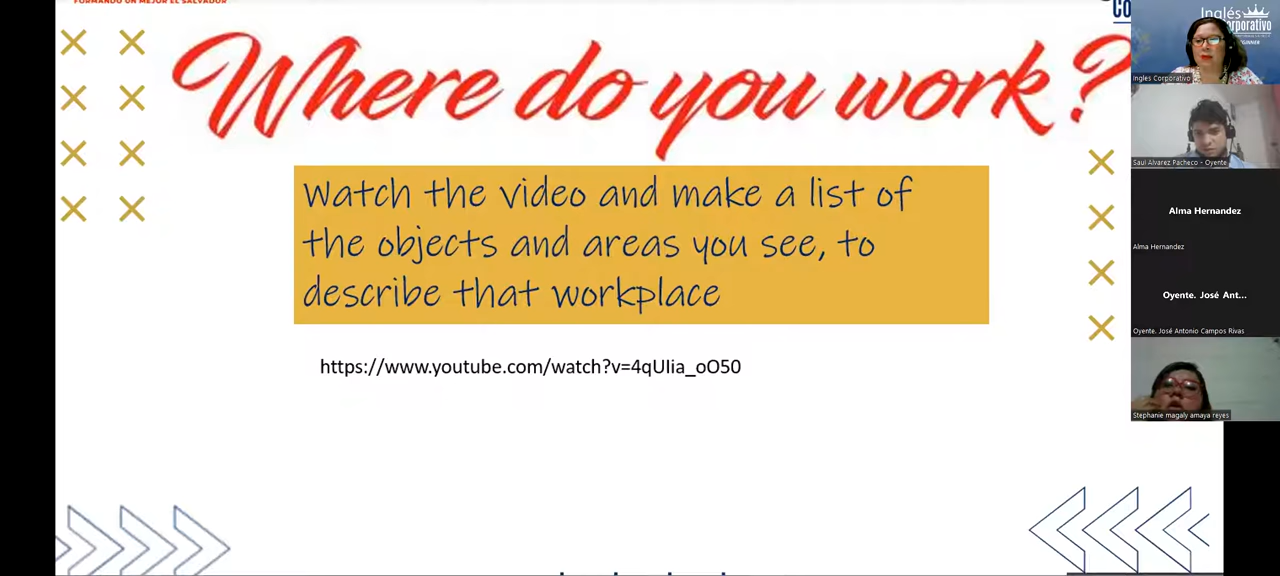 FORMANDO UN MEJOR EL SALVADOR
Where do you work?
Watch the video and make a list of
the objects and areas you see, to
describe that workplace
https://www.youtube.com/watch?v=4qUIia_oO50
Inglés
Corporativo
Ingles Corporativo
Saul Alvarez Pacheco - Oyente
Alma Hernandez
Alma Hernandez
Oyente. José Ant...
Oyente. José Antonio Campos Rivas
Stephanie magaly amaya reyes